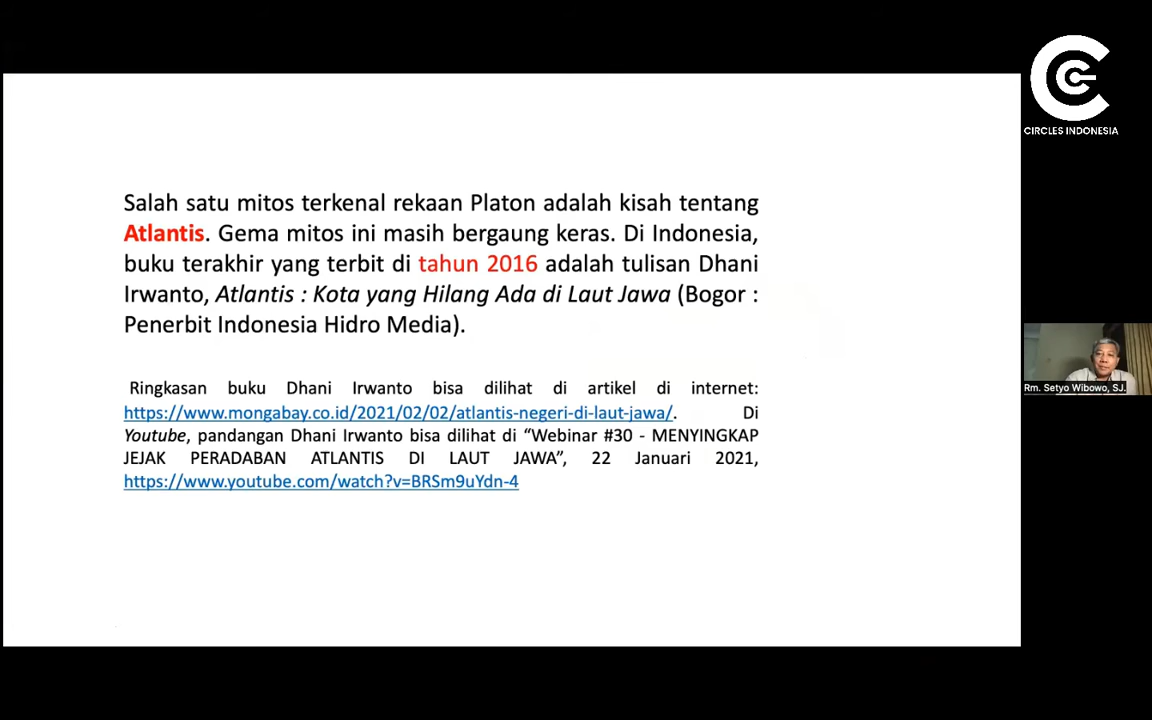 CIRCLES INDONESIA
Salah satu mitos terkenal rekaan Platon adalah kisah tentang
Atlantis. Gema mitos ini masih bergaung keras. Di Indonesia,
buku terakhir yang terbit di tahun 2016 adalah tulisan Dhani
Irwanto, Atlantis : Kota yang Hilang Ada di Laut Jawa (Bogor :
Penerbit Indonesia Hidro Media).
Ringkasan buku Dhani Irwanto bisa dilihat di artikel di internet:
https://www.mongabay.co.id/2021/02/02/atlantis-negeri-di-laut-jawa/. Di
Youtube, pandangan Dhani Irwanto bisa dilihat di “Webinar #30 - MENYINGKAP
JEJAK PERADABAN ATLANTIS DI LAUT JAWA”, 22 Januari 2021,
https://www.youtube.com/watch?v=BRSm9uYdn-4
Rm. Setyo Wibowo, SJ.